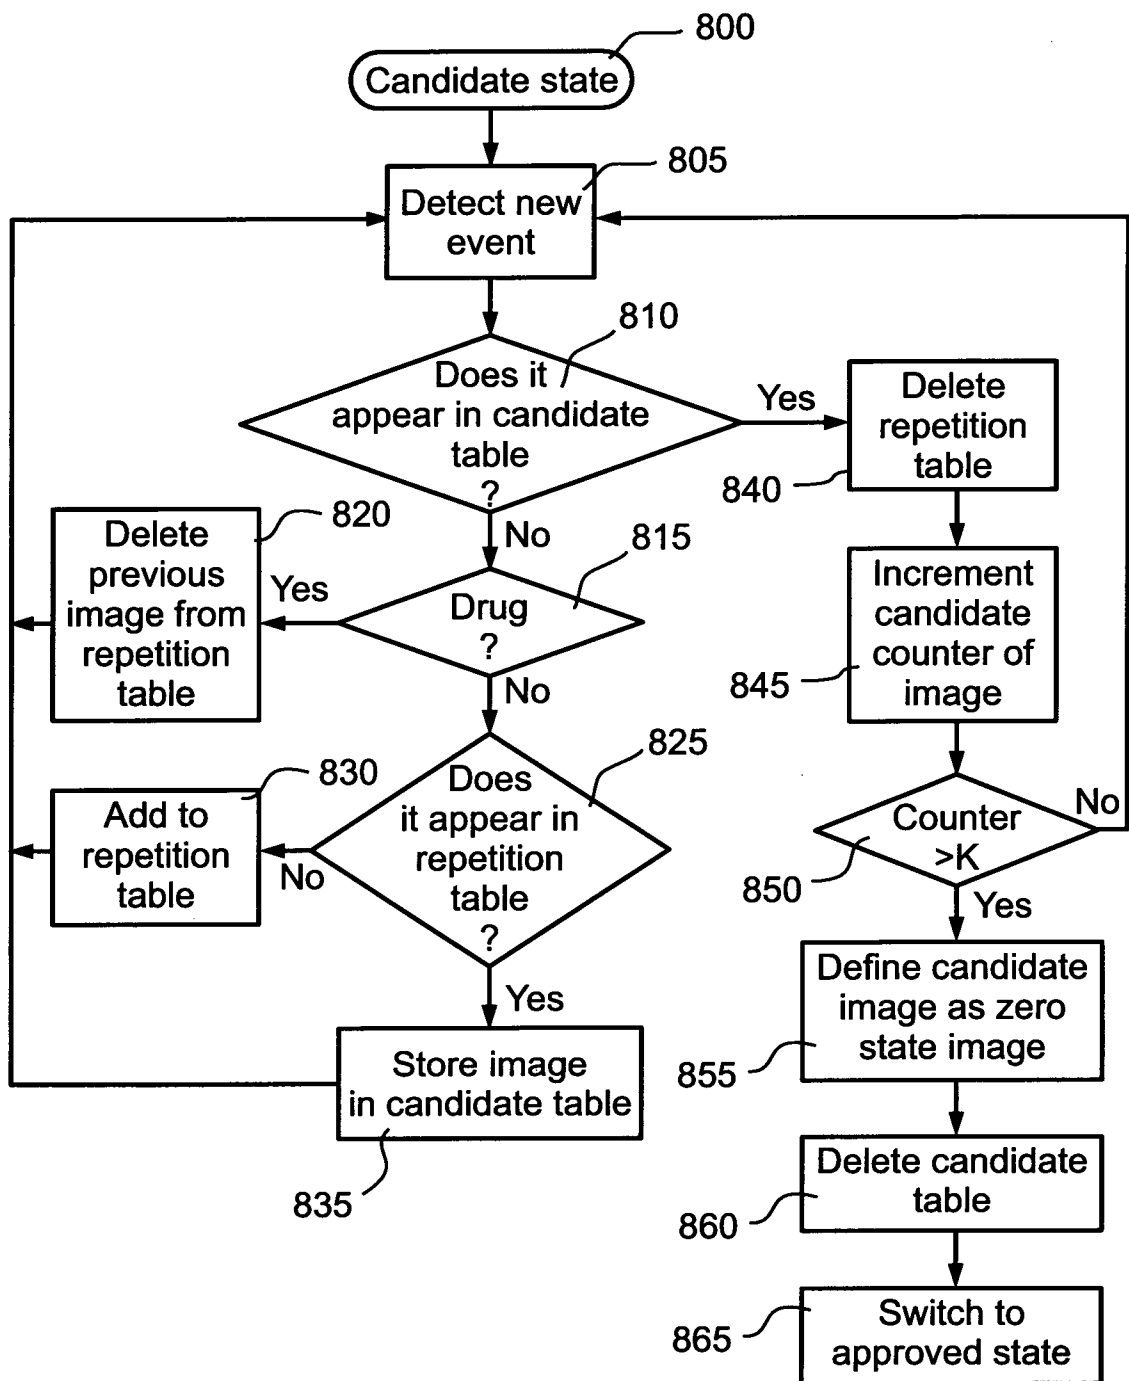 800
Candidate state
805
Detect new
event
810
Does it
appear in candidate
table
?
Yes
No
Delete
repetition
table
840
820
Delete
previous
image from
repetition
table
Yes
815
Drug
?
No
Increment
candidate
counter of
image
845
825
Does
it appear in
repetition
table
?
No
Yes
830
Add to
repetition
table
Counter
>K
No
850
Yes
Store image
in candidate table
835
Define candidate
image as zero
state image
855
Delete candidate
table
860
Switch to
approved state
865